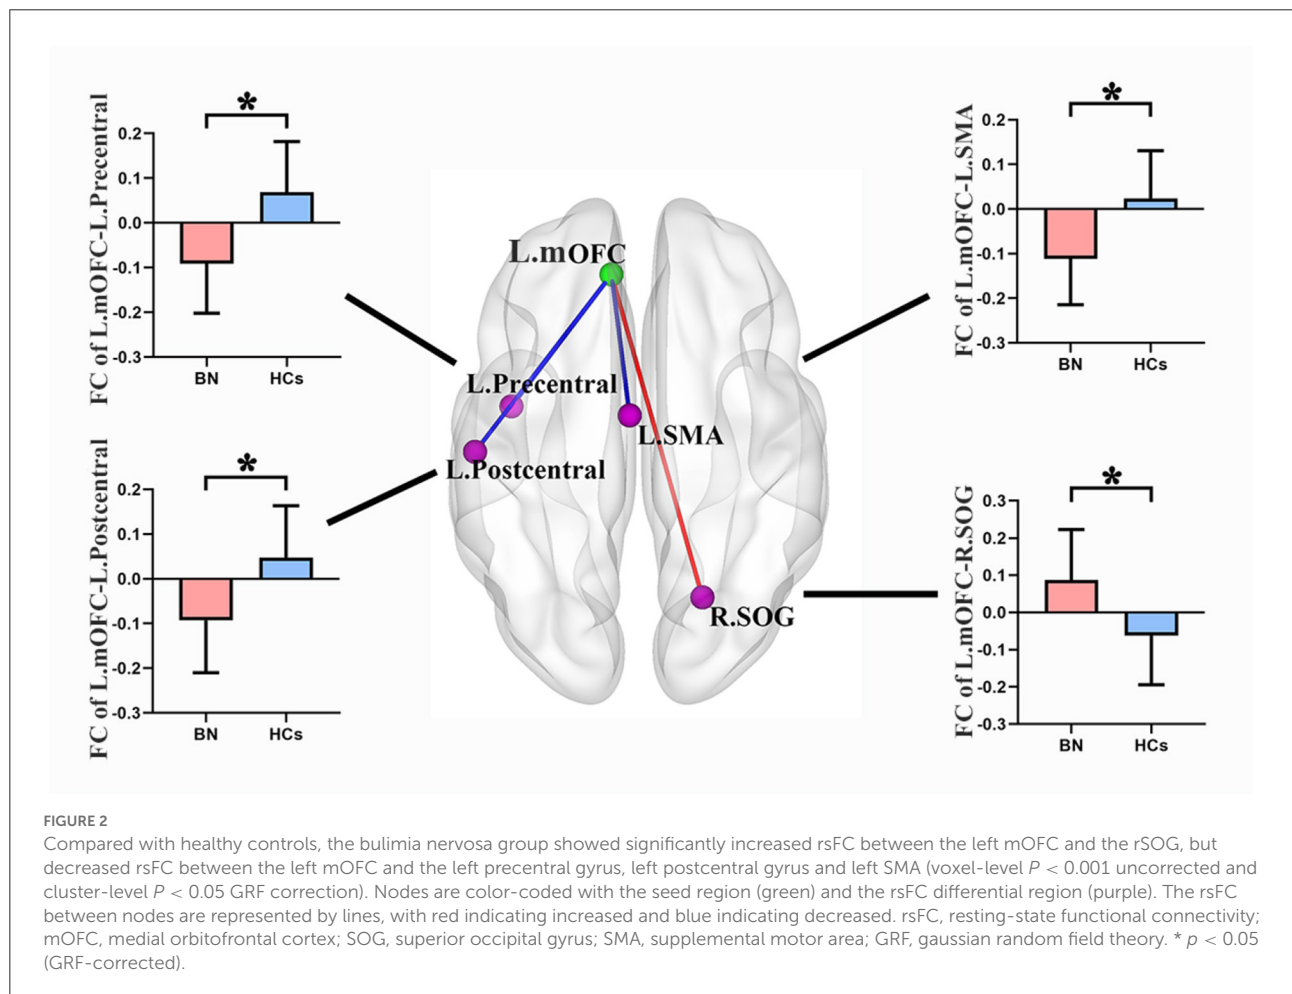 FC of L.mOFC-L.Precentral
*
0.2
0.1
0.0
-0.1
-0.2
-0.3
BN HCs
FC of L.mOFC-L.SMA
*
0.2
0.1
0.0
-0.1
-0.2
-0.3
BN HCs
L.mOFC
L.Precentral
L.SMA
L.Postcentral
R.SOG
FC of L.mOFC-L.Postcentral
*
0.2
0.1
0.0
-0.1
-0.2
-0.3
BN HCs
FC of L.mOFC-R.SOG
*
0.3
0.2
0.1
0.0
-0.1
-0.2
-0.3
BN HCs
FIGURE 2
Compared with healthy controls, the bulimia nervosa group showed significantly increased rsFC between the left mOFC and the rSOG, but
decreased rsFC between the left mOFC and the left precentral gyrus, left postcentral gyrus and left SMA (voxel-level P < 0.001 uncorrected and
cluster-level P < 0.05 GRF correction). Nodes are color-coded with the seed region (green) and the rsFC differential region (purple). The rsFC
between nodes are represented by lines, with red indicating increased and blue indicating decreased. rsFC, resting-state functional connectivity;
mOFC, medial orbitofrontal cortex; SOG, superior occipital gyrus; SMA, supplemental motor area; GRF, gaussian random field theory. * p < 0.05
(GRF-corrected).